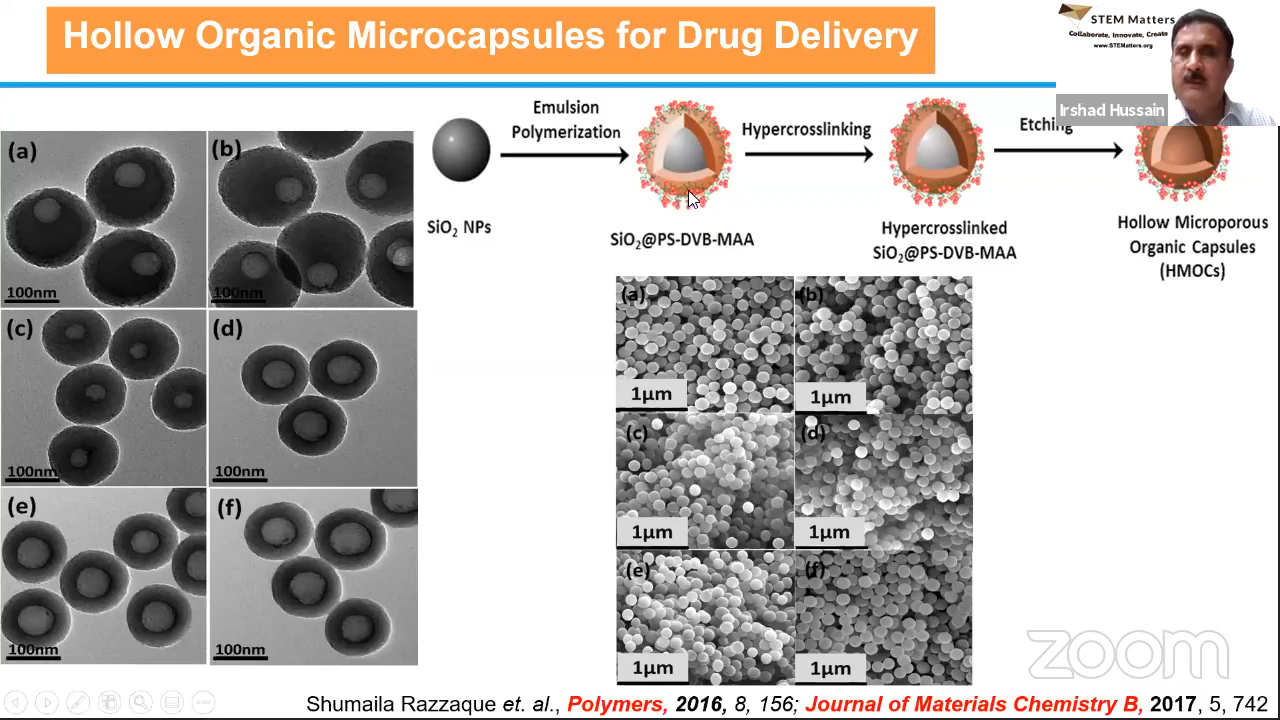 Hollow Organic Microcapsules for Drug Delivery
STEM Matters
Collaborate, Innovate, Create
www.STEMatters.org
Irshad Hussain
Emulsion
Polymerization
Hypercrosslinking
Etching
SiO₂ NPs
SiO₂@PS-DVB-MAA
Hypercrosslinked
SiO₂@PS-DVB-MAA
Hollow Microporous
Organic Capsules
(HMOCs)
(a)
100nm
(b)
100nm
(c)
100nm
(d)
100nm
(e)
100nm
(f)
100nm
(a)
1µm
(b)
1µm
(c)
1µm
(d)
1µm
(e)
1µm
(f)
1µm
zoom
Shumaila Razzaque et. al., Polymers, 2016, 8, 156; Journal of Materials Chemistry B, 2017, 5, 742